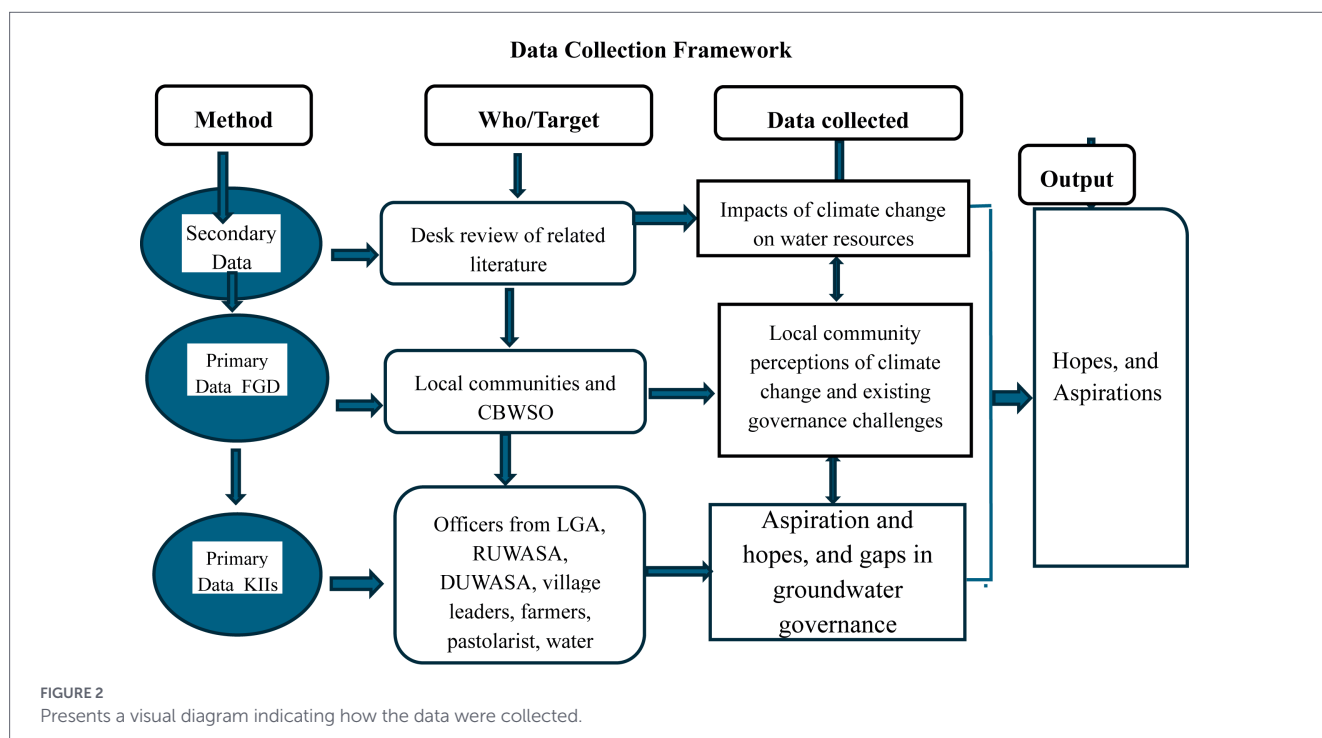 Data Collection Framework
Method
Who/Target
Data collected
Output
Secondary
Data
Desk review of related
literature
Impacts of climate change
on water resources
Primary
Data FGD
Local communities and
CBWSO
Local community
perceptions of climate
change and existing
governance challenges
Hopes, and
Aspirations
Primary
Data KIIs
Officers from LGA,
RUWASA,
DUWASA, village
leaders, farmers,
pastolarist, water
Aspiration and
hopes, and gaps in
groundwater
governance
FIGURE 2
Presents a visual diagram indicating how the data were collected.